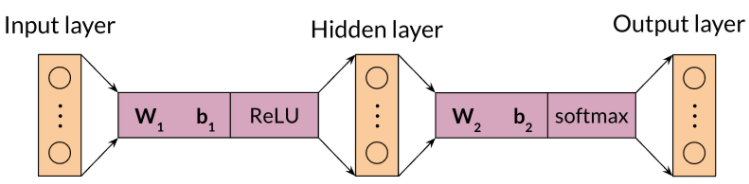 Input layer
Hidden layer
Output layer
W1 b1 ReLU
W2 b2 softmax